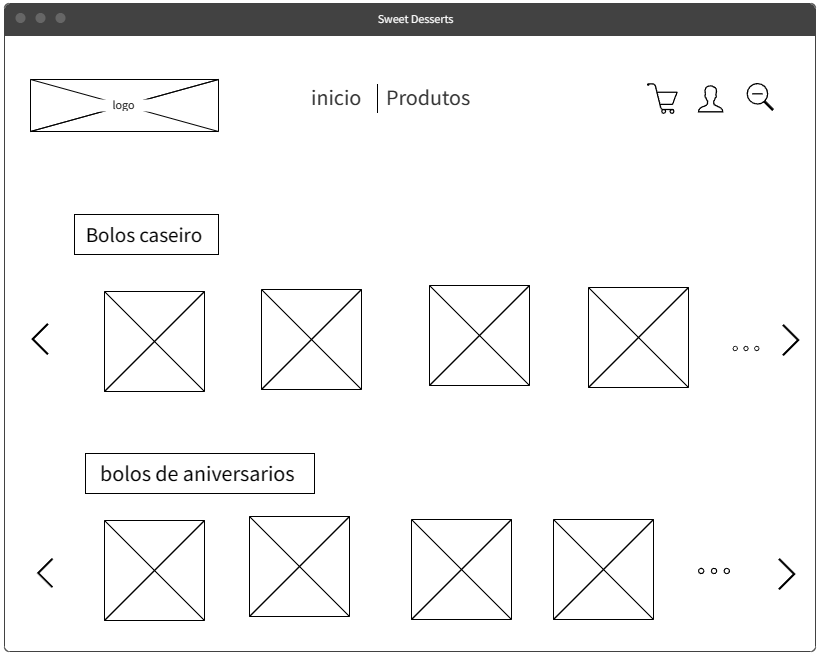 Sweet Desserts
logo
inicio
Produtos
Bolos caseiro
bolos de aniversarios